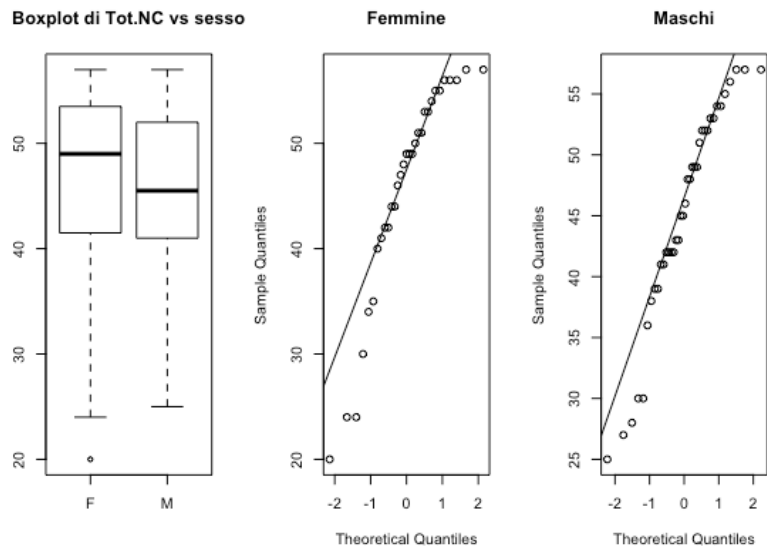 Boxplot di Tot.NC vs sesso
50
40
30
20
F M
Femmine
Sample Quantiles
50
40
30
20
-2 -1 0 1 2
Theoretical Quantiles
Maschi
Sample Quantiles
55
50
45
40
35
30
25
-2 -1 0 1 2
Theoretical Quantiles